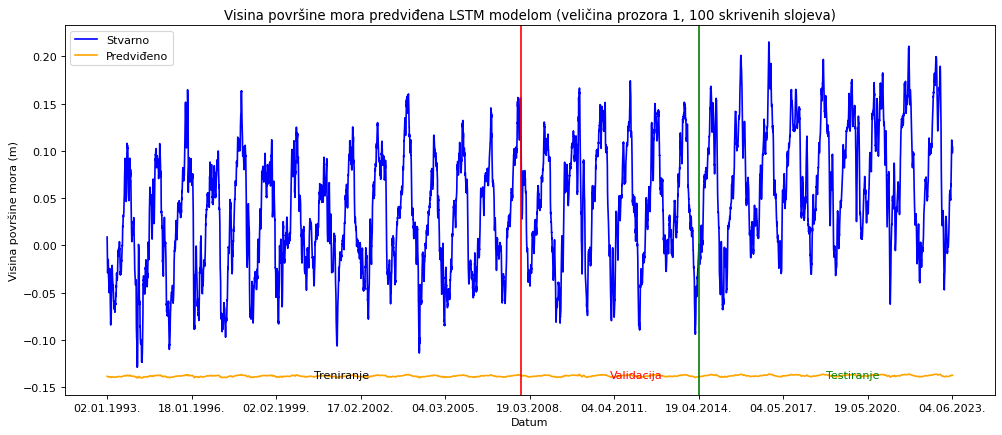 Visina površine mora predviđena LSTM modelom (veličina prozora 1, 100 skrivenih slojeva)
Stvarno
Predviđeno
Visina površine mora (m)
0.20
0.15
0.10
0.05
0.00
−0.05
−0.10
−0.15
Treniranje
Validacija
Testiranje
02.01.1993.
18.01.1996.
02.02.1999.
17.02.2002.
04.03.2005.
19.03.2008.
04.04.2011.
19.04.2014.
04.05.2017.
19.05.2020.
04.06.2023.
Datum